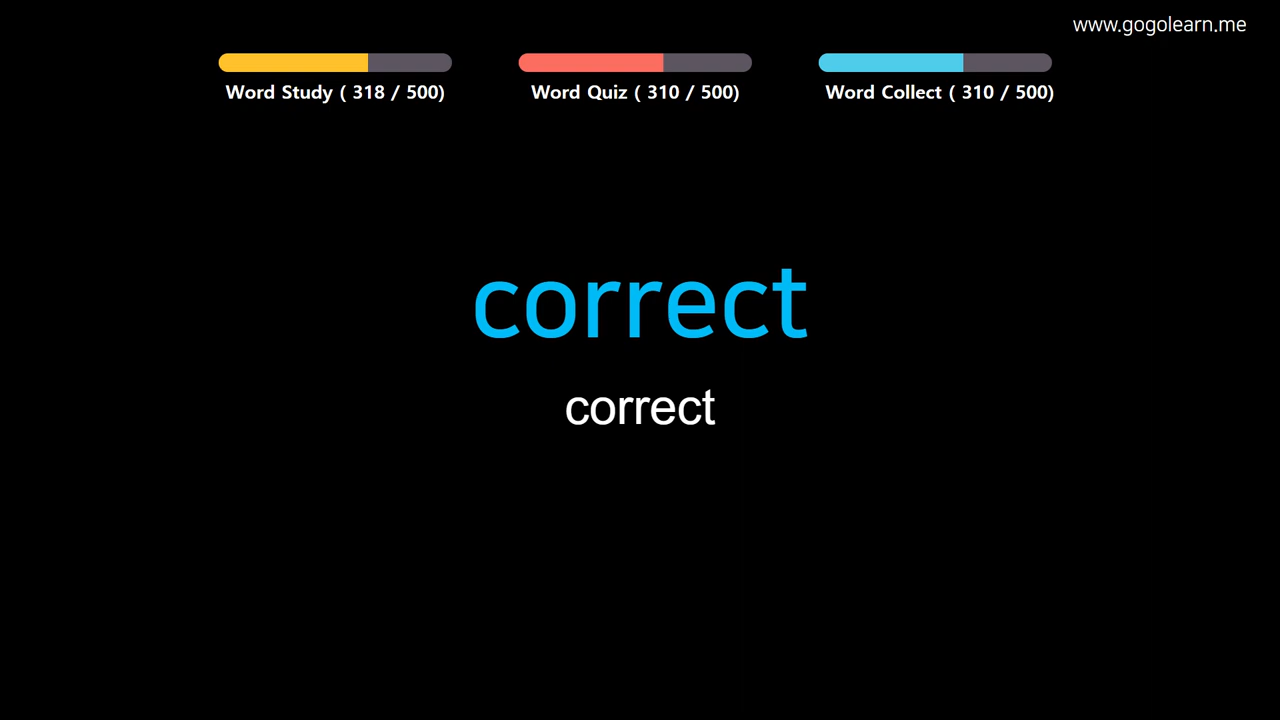 www.gogolearn.me
Word Study ( 318 / 500)
Word Quiz ( 310 / 500)
Word Collect ( 310 / 500)
correct
correct